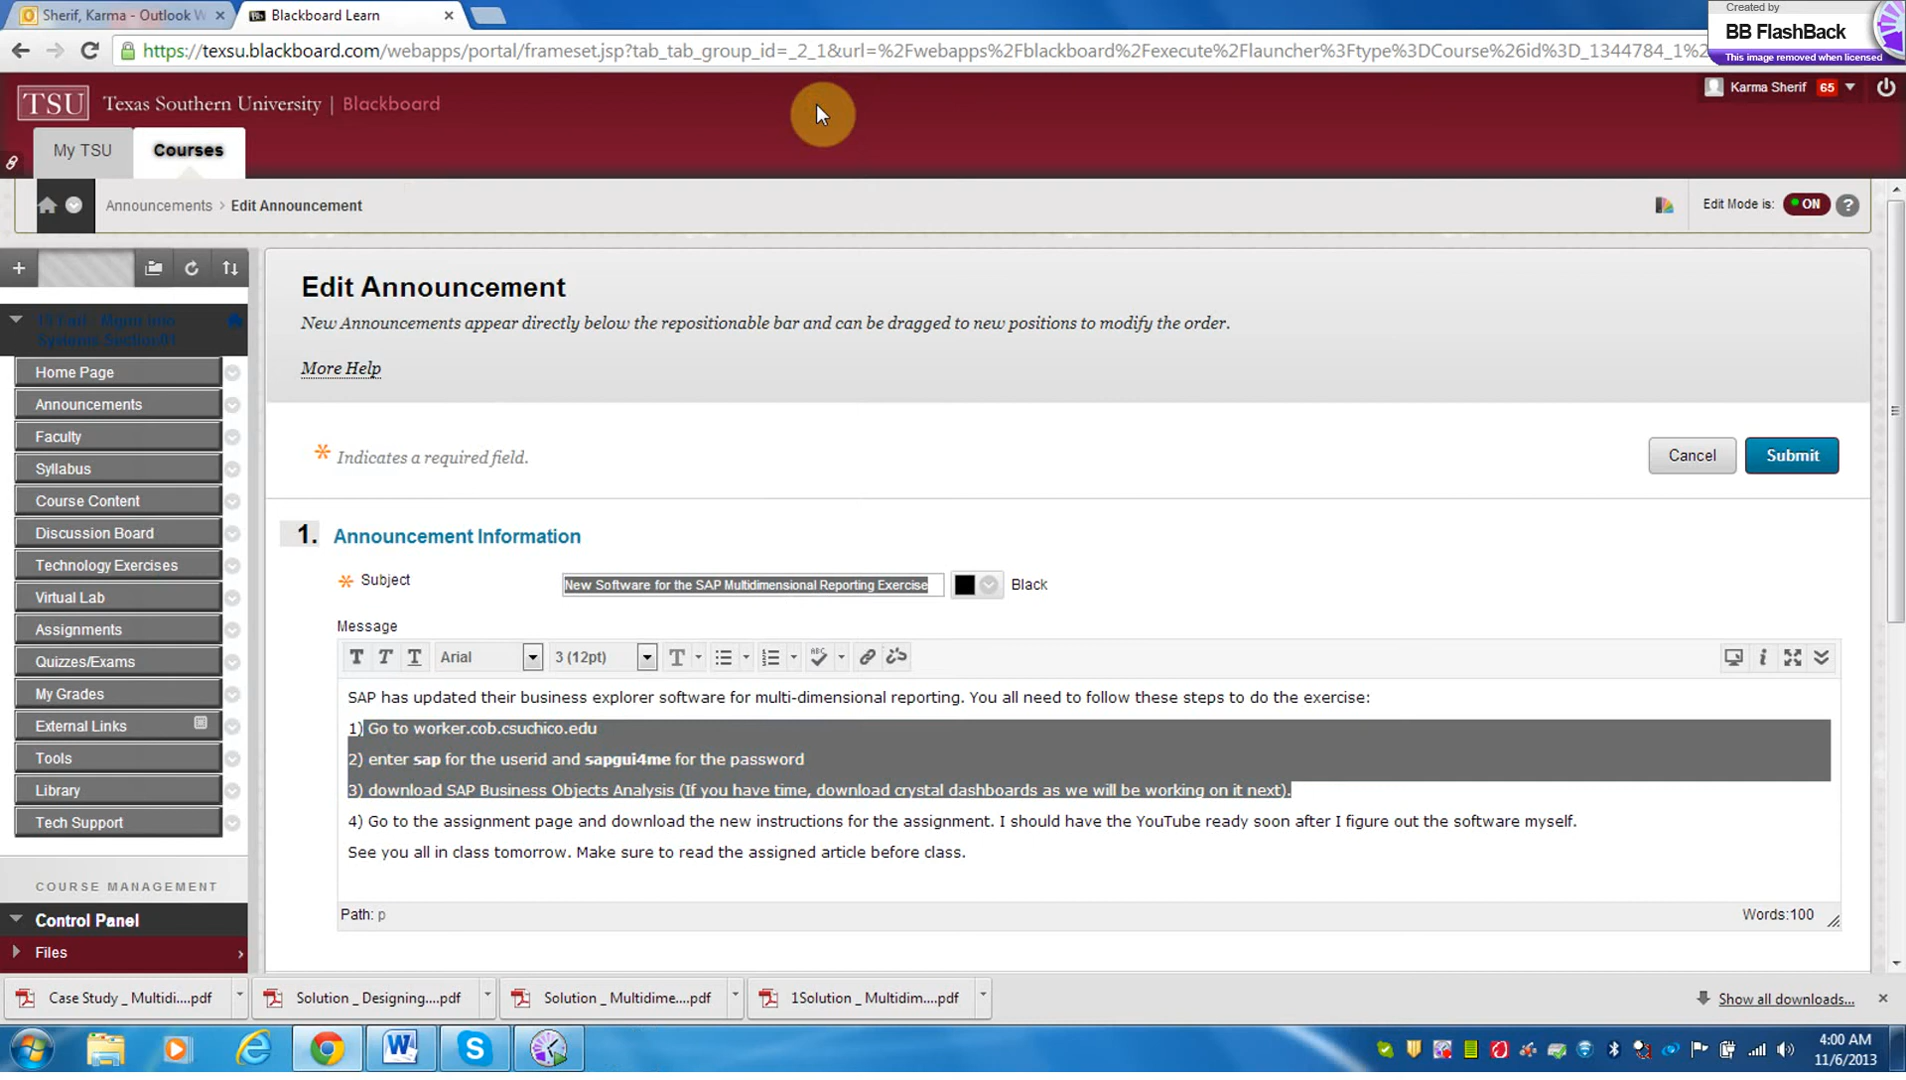 Sherif, Karma - Outlook W
Blackboard Learn
Created by
BB FlashBack
This image removed when licensed
https://texsu.blackboard.com/webapps/portal/frameset.jsp?tab_tab_group_id=_2_1&url=%2Fwebapps%2Fblackboard%2Fexecute%2Flauncher%3Ftype%3DCourse%26id%3D_1344784_1%2
TSU Texas Southern University | Blackboard
Karma Sherif 65
My TSU
Courses
Announcements > Edit Announcement
Edit Mode is: ON ?
Edit Announcement
New Announcements appear directly below the repositionable bar and can be dragged to new positions to modify the order.
More Help
Systems Section01
Home Page
Announcements
Faculty
Syllabus
Course Content
Discussion Board
Technology Exercises
Virtual Lab
Assignments
Quizzes/Exams
My Grades
External Links
Tools
Library
Tech Support
COURSE MANAGEMENT
Control Panel
Files
* Indicates a required field.
Cancel
Submit
1. Announcement Information
* Subject
New Software for the SAP Multidimensional Reporting Exercise
Black
Message
T T T Arial 3 (12pt) T ABC
SAP has updated their business explorer software for multi-dimensional reporting. You all need to follow these steps to do the exercise:
1) Go to worker.cob.csuchico.edu
2) enter sap for the userid and sapgui4me for the password
3) download SAP Business Objects Analysis (If you have time, download crystal dashboards as we will be working on it next).
4) Go to the assignment page and download the new instructions for the assignment. I should have the YouTube ready soon after I figure out the software myself.
See you all in class tomorrow. Make sure to read the assigned article before class.
Path: p
Words:100
Case Study _ Multidi....pdf
Solution _ Designing....pdf
Solution _ Multidime....pdf
1Solution _ Multidim....pdf
Show all downloads...
4:00 AM
11/6/2013